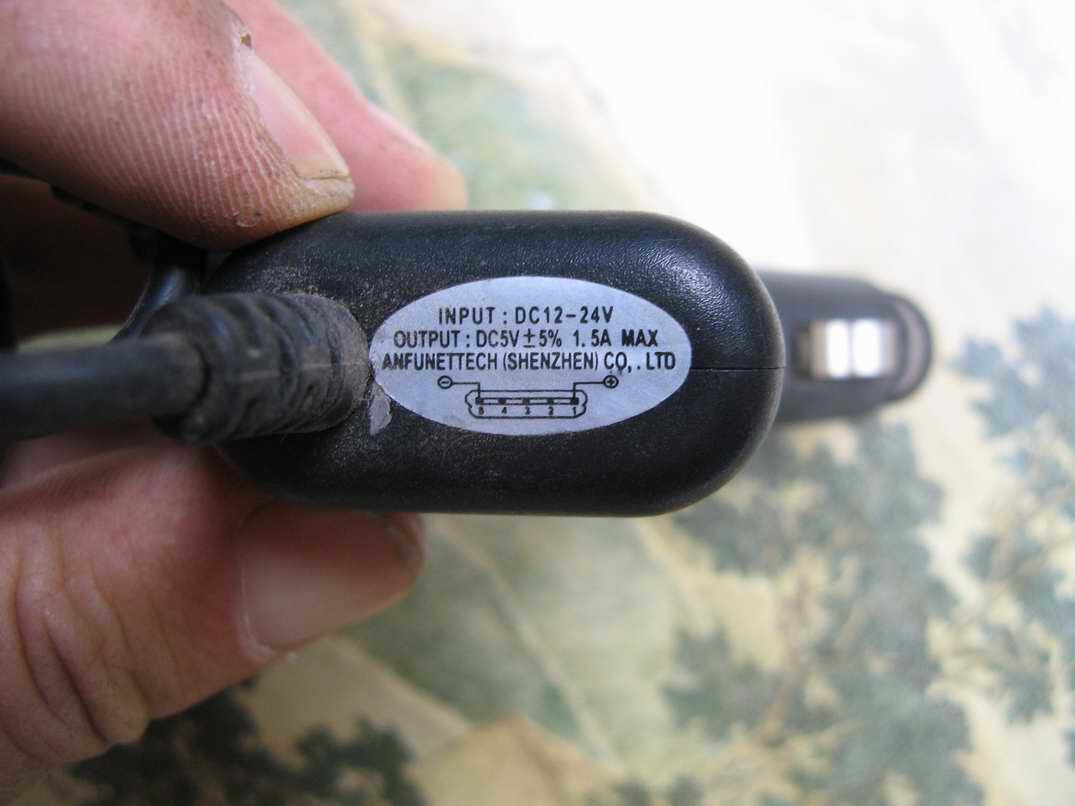 INPUT : DC12-24V
OUTPUT : DC5V±5% 1.5A MAX
ANFUNETTECH (SHENZHEN) CO,. LTD
⊖ ⊕
5 4 3 2 1